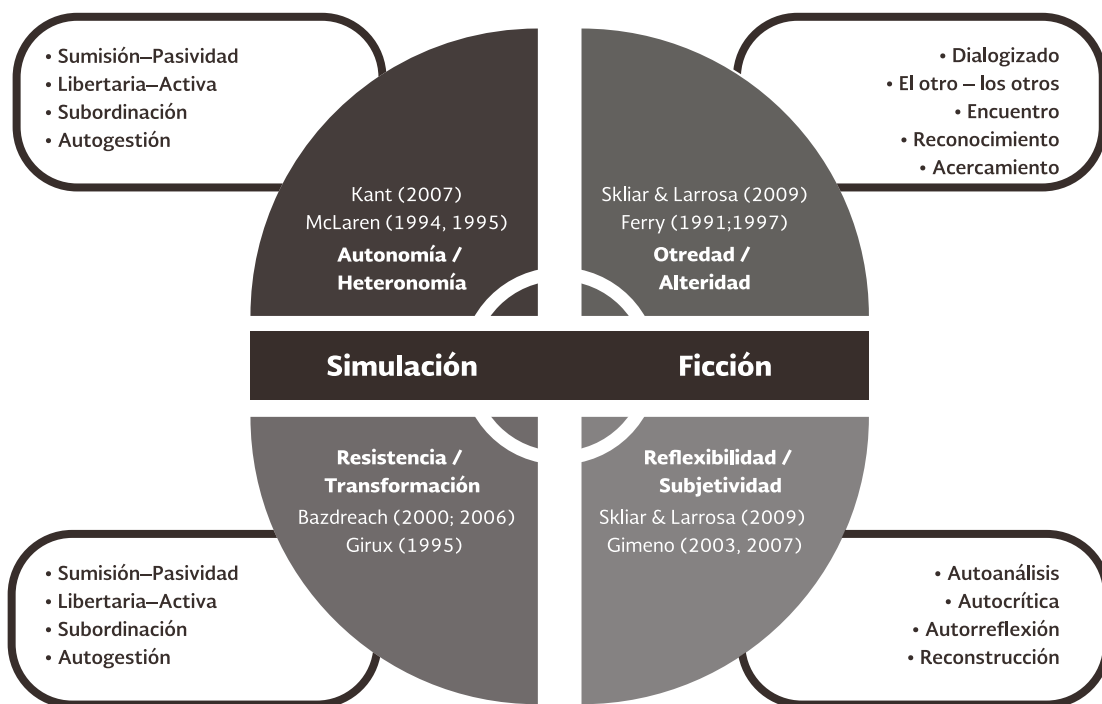 • Sumisión–Pasividad
• Libertaria–Activa
• Subordinación
• Autogestión
• Dialogizado
• El otro – los otros
• Encuentro
• Reconocimiento
• Acercamiento
Kant (2007)
McLaren (1994, 1995)
Autonomía /
Heteronomía
Skliar & Larrosa (2009)
Ferry (1991;1997)
Otredad /
Alteridad
Simulación
Ficción
Resistencia /
Transformación
Bazdreach (2000; 2006)
Girux (1995)
Reflexibilidad /
Subjetividad
Skliar & Larrosa (2009)
Gimeno (2003, 2007)
• Sumisión–Pasividad
• Libertaria–Activa
• Subordinación
• Autogestión
• Autoanálisis
• Autocrítica
• Autorreflexión
• Reconstrucción